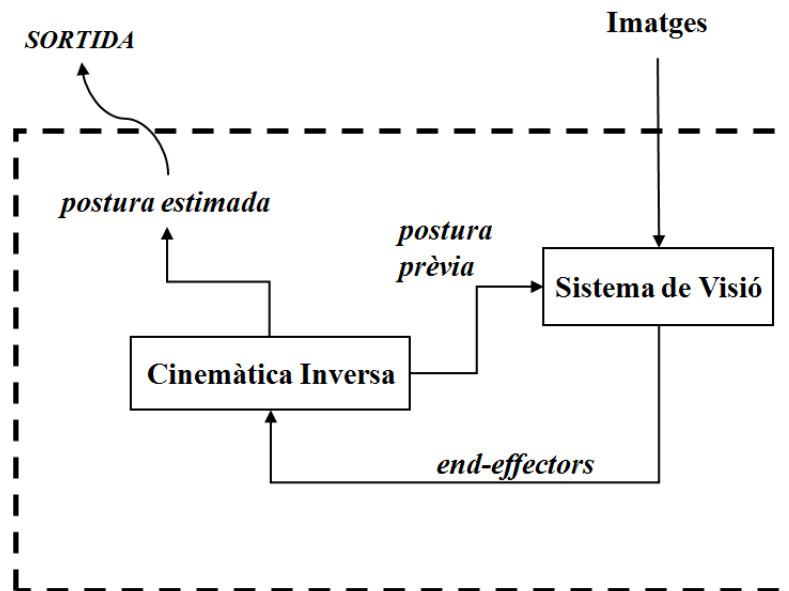 Imatges
SORTIDA
postura estimada
postura
prèvia
Sistema de Visió
Cinemàtica Inversa
end-effectors